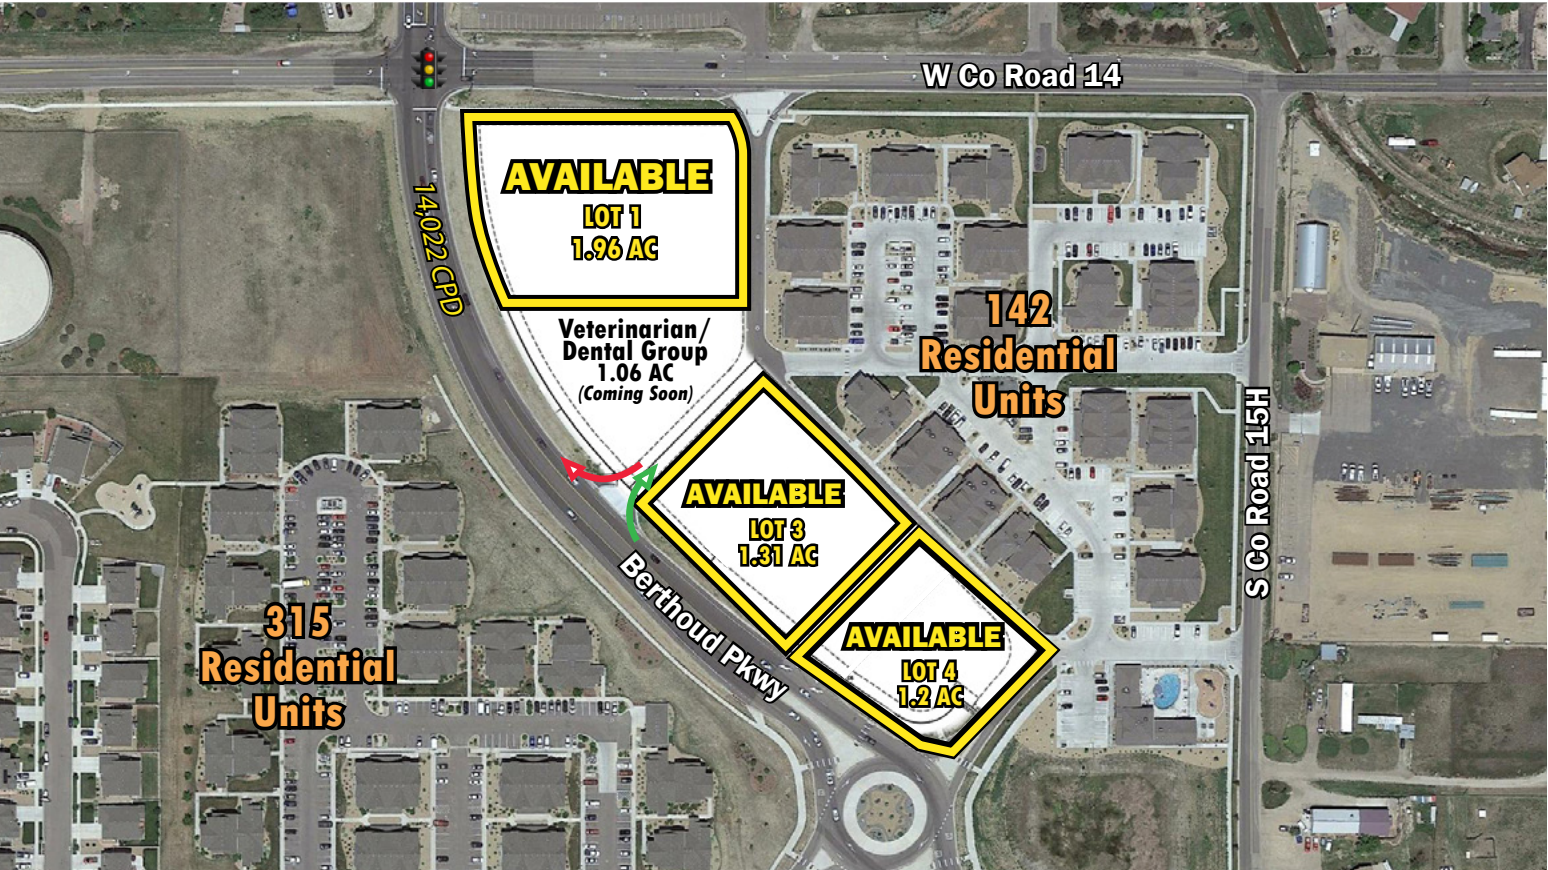 W Co Road 14
AVAILABLE
LOT 1
1.96 AC
14,022 CPD
Veterinarian/
Dental Group
1.06 AC
(Coming Soon)
142
Residential
Units
S Co Road 15H
AVAILABLE
LOT 3
1.31 AC
Berthoud Pkwy
AVAILABLE
LOT 4
1.2 AC
315
Residential
Units